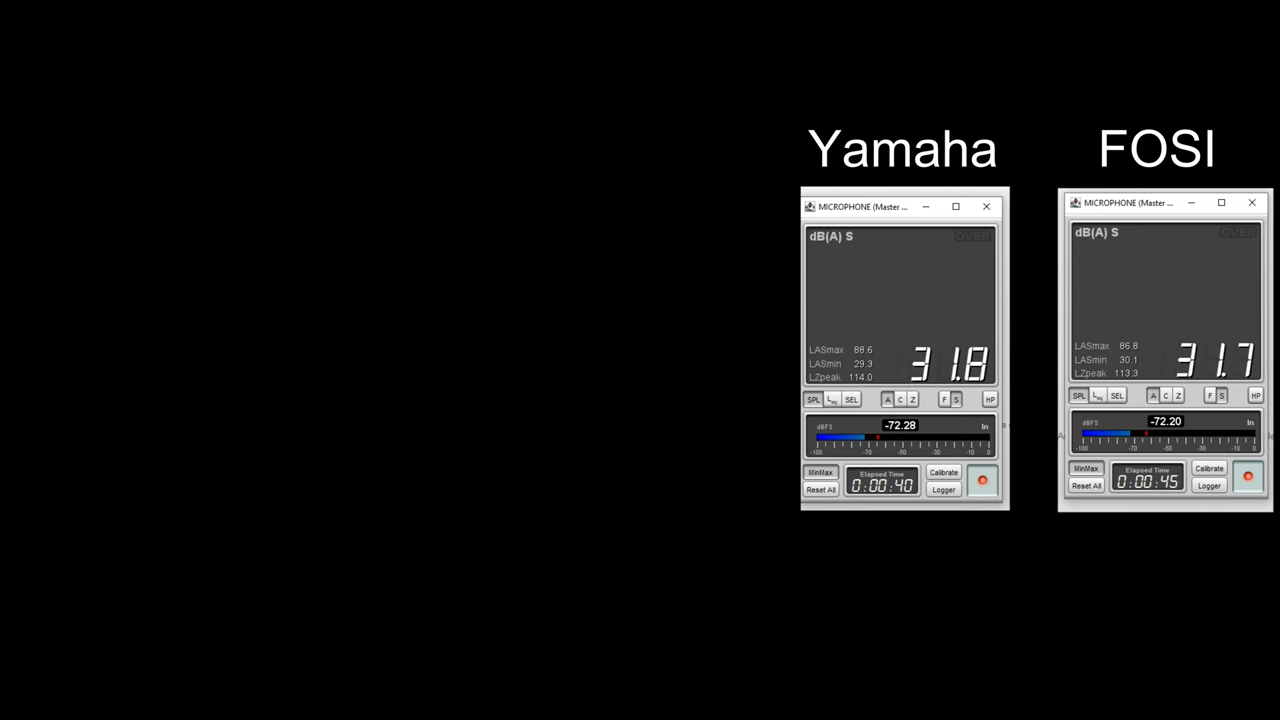 Yamaha
MICROPHONE (Master ...
dB(A) S
OVER
LASmax 88.6
LASmin 29.3
LZpeak 114.0
31.8
SPL Leq SEL A C Z F S HP
dBFS -72.28 In
-100 -70 -50 -30 -10 0
MinMax
Reset All
Elapsed Time
0:00:40
Calibrate
Logger
FOSI
MICROPHONE (Master ...
dB(A) S
OVER
LASmax 86.8
LASmin 30.1
LZpeak 113.3
31.7
SPL Leq SEL A C Z F S HP
dBFS -72.20 In
-100 -70 -50 -30 -10 0
MinMax
Reset All
Elapsed Time
0:00:45
Calibrate
Logger